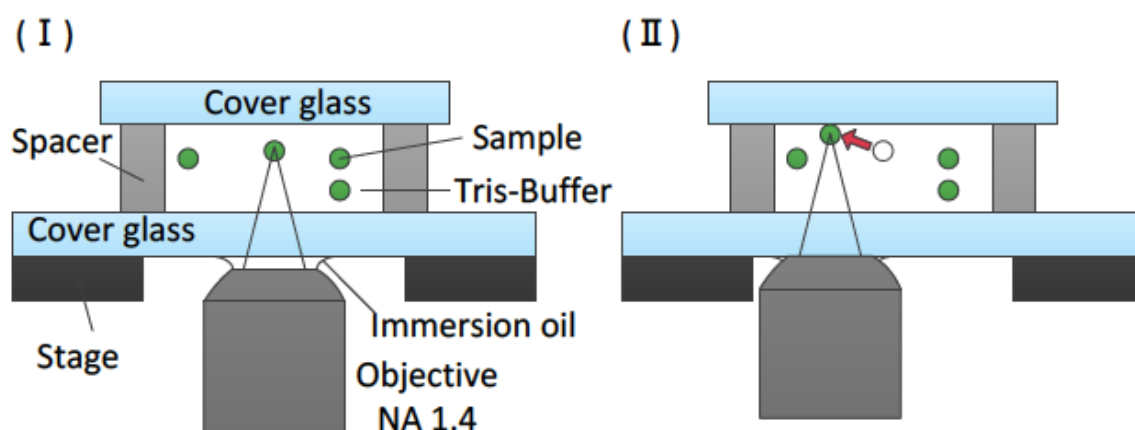 ( Ⅰ )
( Ⅱ )
Cover glass
Spacer
Sample
Tris-Buffer
Cover glass
Stage
Immersion oil
Objective
NA 1.4